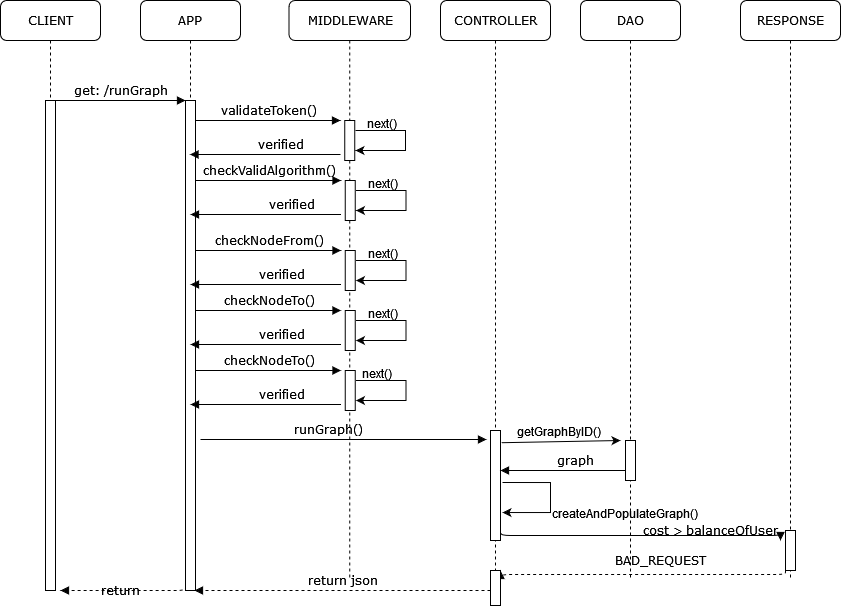 CLIENT
APP
MIDDLEWARE
CONTROLLER
DAO
RESPONSE
get: /runGraph
validateToken()
next()
verified
checkValidAlgorithm()
next()
verified
checkNodeFrom()
next()
verified
checkNodeTo()
next()
verified
checkNodeTo()
next()
verified
runGraph()
getGraphByID()
graph
createAndPopulateGraph()
cost > balanceOfUser
BAD_REQUEST
return json
return